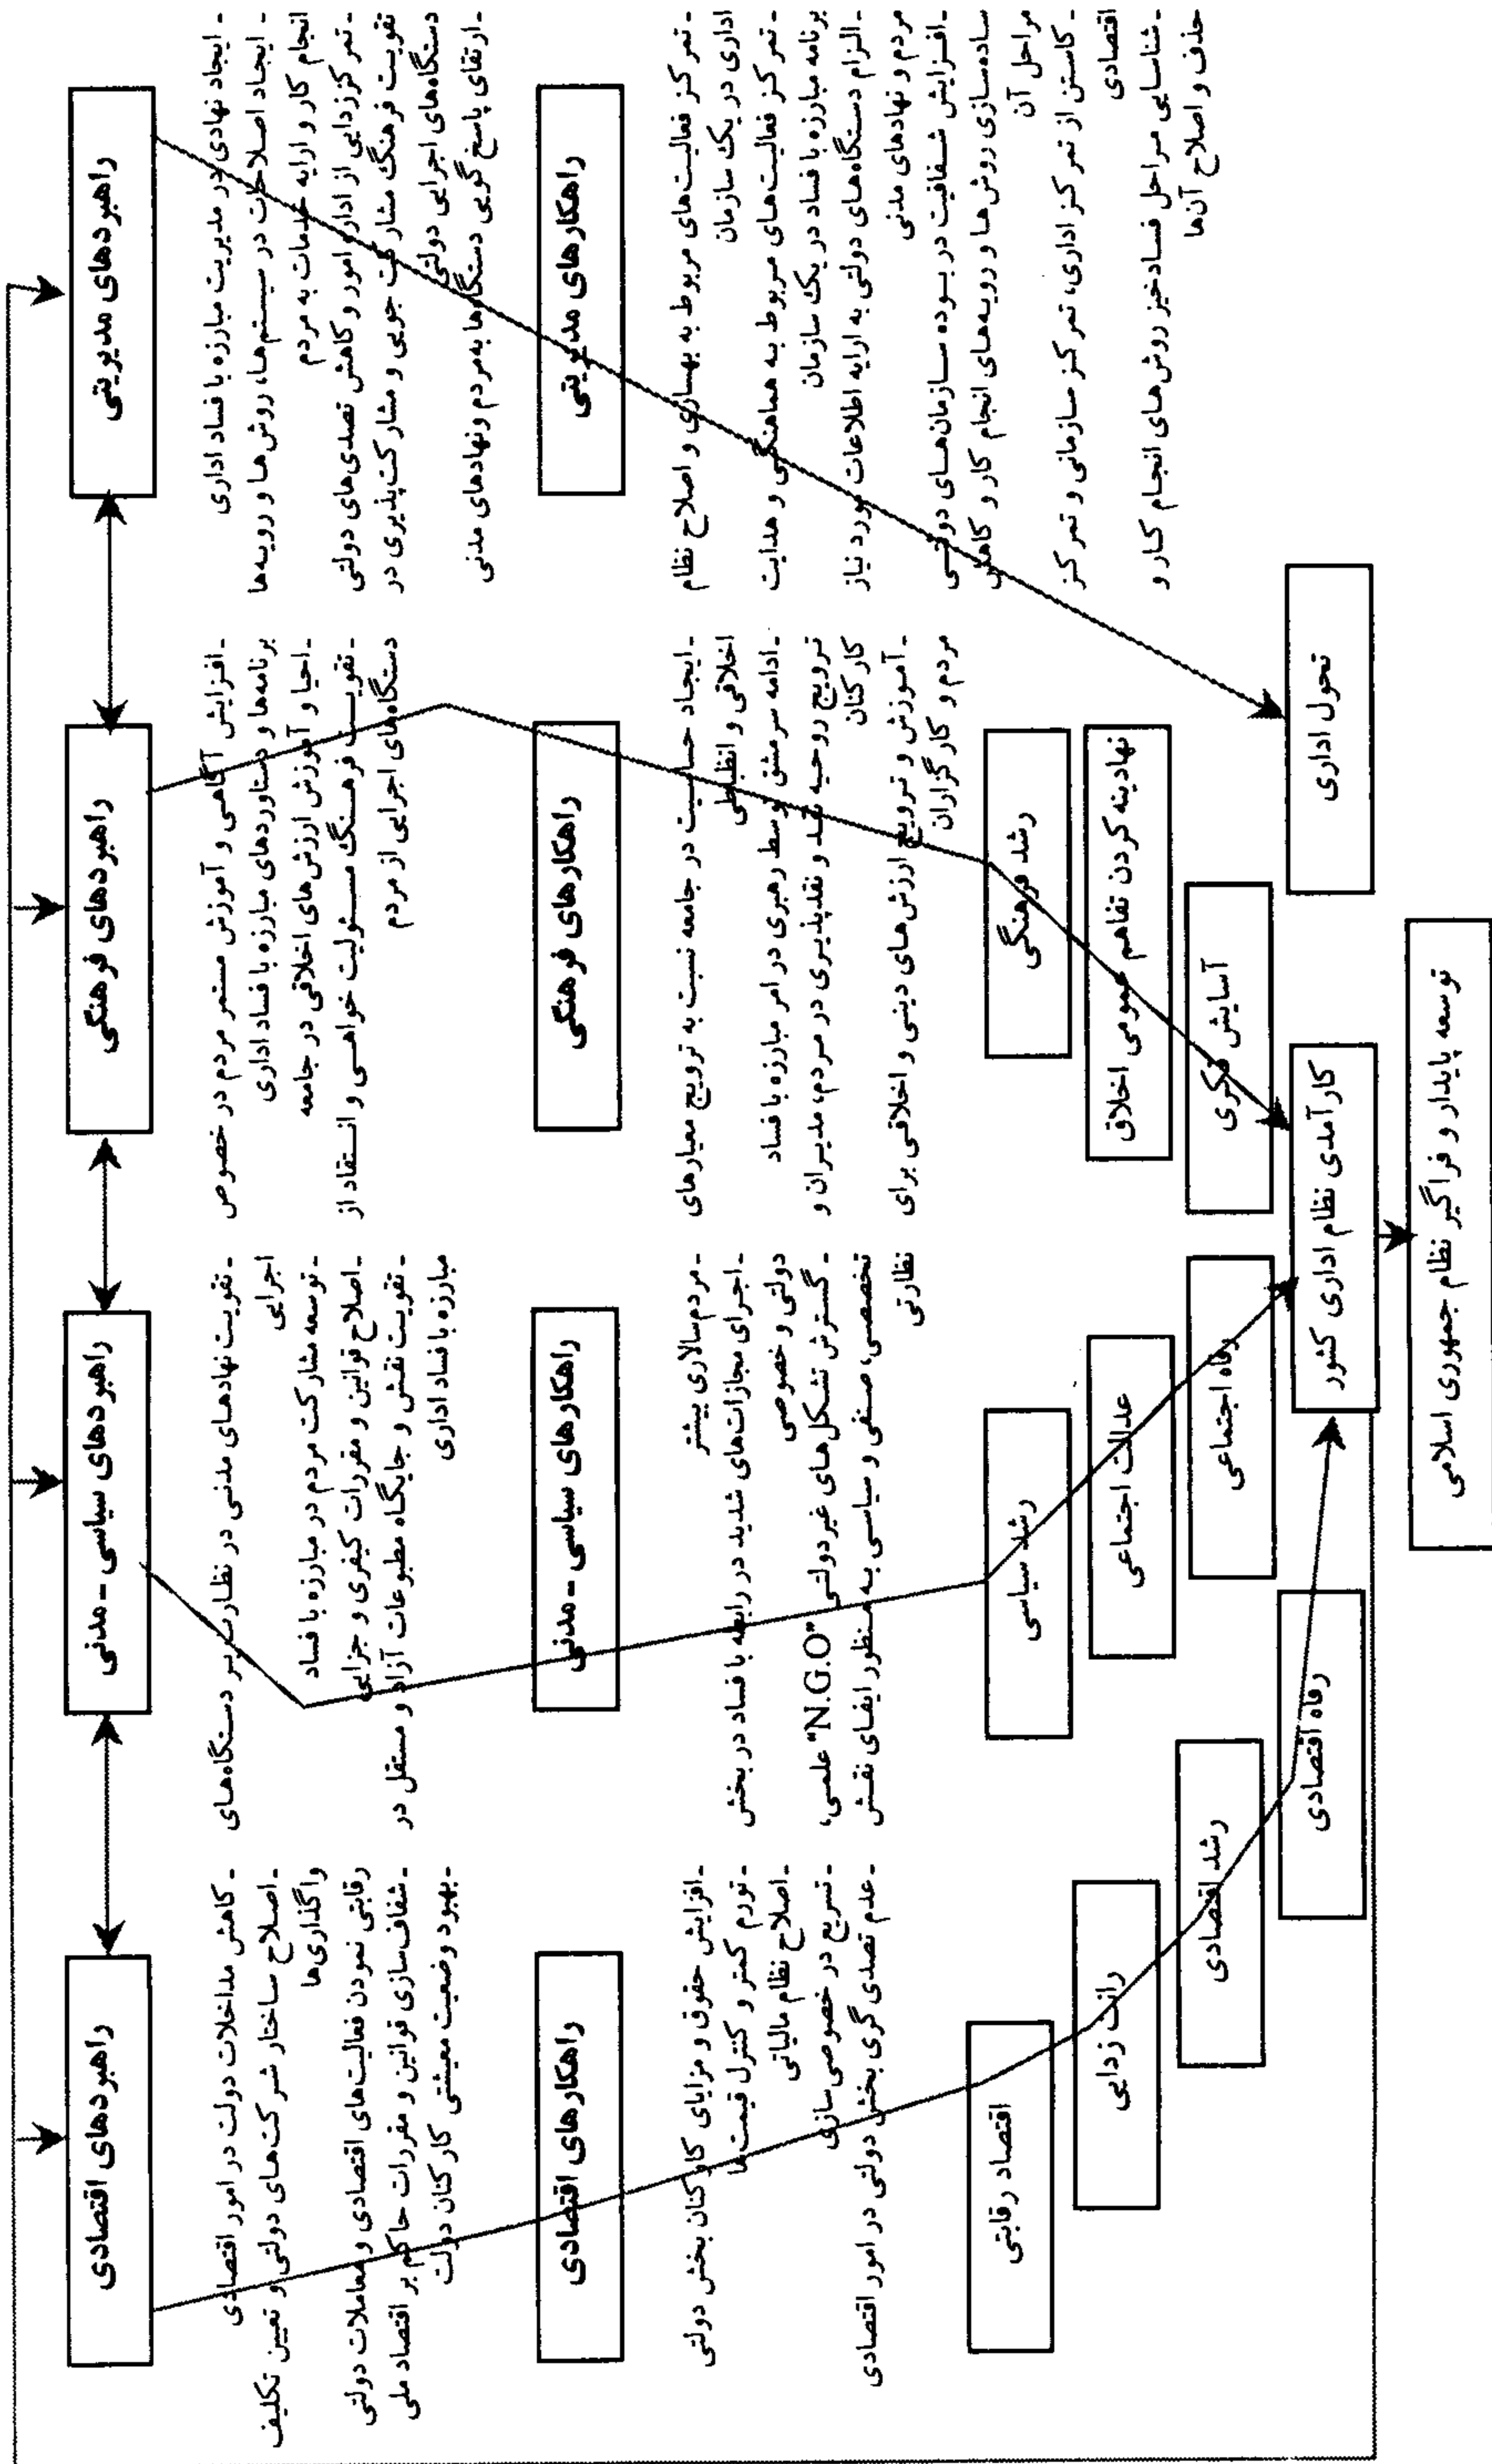 راهبردهای مدیریتی
ـ ایجاد نهادی در مدیریت مبارزه با فساد اداری
ـ ایجاد اصلاحات در سیستم‌ها، روش‌ها و رویه‌ها
انجام کار و ارایه خدمات به مردم
ـ تمرکززدایی از اداره امور و کاهش تصدی‌های دولتی
تقویت فرهنگ مشارکت جویی و مشارکت‌پذیری در
دستگاه‌های اجرایی دولتی
ـ ارتقای پاسخ گویی دستگاه‌ها به‌مردم ونهادهای مدنی
راهکارهای مدیریتی
ـ تمرکز فعالیت‌های مربوط به بهسازی و اصلاح نظام
اداری در یک سازمان
ـ تمرکز فعالیت‌های مربوط به هماهنگی و هدایت
برنامه مبارزه با فساد در یک سازمان
ـ الزام دستگاه‌های دولتی به ارایه اطلاعات مورد نیاز
مردم و نهادهای مدنی
ـ افزایش شفافیت در بوده سازمان‌های دولتی
ساده‌سازی روش‌ها و رویه‌های انجام کار و کاهش
مراحل آن
ـ کاستن از تمرکز اداری، تمرکز سازمانی و تمرکز
اقتصادی
ـ شناسایی مراحل فسادخیز روش‌های انجام کار و
حذف و اصلاح آن‌ها
تحول اداری
راهبردهای فرهنگی
ـ افزایش آگاهی و آموزش مستمر مردم در خصوص
برنامه‌ها و دستاوردهای مبارزه با فساد اداری
ـ احیا و آموزش ارزش‌های اخلاقی در جامعه
ـ تقویت فرهنگ مسئولیت خواهی و انتقاد از
دستگاه‌های اجرایی از مردم
راهکارهای فرهنگی
ـ ایجاد حساسیت در جامعه نسبت به ترویج معیارهای
اخلاقی و انظباطی
ـ ادامه سرمشق توسط رهبری در امر مبارزه با فساد
ترویج روحیه نقد و نقدپذیری در مردم، مدیران و
کارکنان
ـ آموزش و ترویج ارزش‌های دینی و اخلاقی برای
مردم و کارگزاران
رشد فرهنگی
نهادینه کردن تفاهم عمومی اخلاق
آسایش فکری
راهبردهای سیاسی - مدنی
ـ تقویت نهادهای مدنی در نظارت بر دستگاه‌های
اجرایی
ـ توسعه مشارکت مردم در مبارزه با فساد
ـ اصلاح قوانین و مقررات کیفری و جزایی
ـ تقویت نقش و جایگاه مطبوعات آزاد و مستقل در
مبارزه با فساد اداری
راهکارهای سیاسی - مدنی
ـ مردم‌سالاری بیشتر
ـ اجرای مجازات‌های شدید در رابطه با فساد در بخش
دولتی و خصوصی
ـ گسترش تشکل‌های غیردولتی "N.G.O" علمی،
تخصصی، صنفی و سیاسی به منظور ایفای نقش
نظارتی
رشد سیاسی
عدالت اجتماعی
رفاه اجتماعی
راهبردهای اقتصادی
ـ کاهش مداخلات دولت در امور اقتصادی
ـ اصلاح ساختار شرکت‌های دولتی و تعیین تکلیف
واگذاری‌ها
رقابتی نمودن فعالیت‌های اقتصادی و معاملات دولتی
ـ شفاف‌سازی قوانین و مقررات حاکم بر اقتصاد ملی
ـ بهبود وضعیت معیشتی کارکنان دولت
راهکارهای اقتصادی
ـ افزایش حقوق و مزایای کارکنان بخش دولتی
ـ تورم کمتر و کنترل قیمت‌ها
ـ اصلاح نظام مالیاتی
ـ تسریع در خصوصی‌سازی
ـ عدم تصدی گری بخش دولتی در امور اقتصادی
اقتصاد رقابتی
رانت زدایی
رشد اقتصادی
رفاه اقتصادی
کارآمدی نظام اداری کشور
توسعه پایدار و فراگیر نظام جمهوری اسلامی